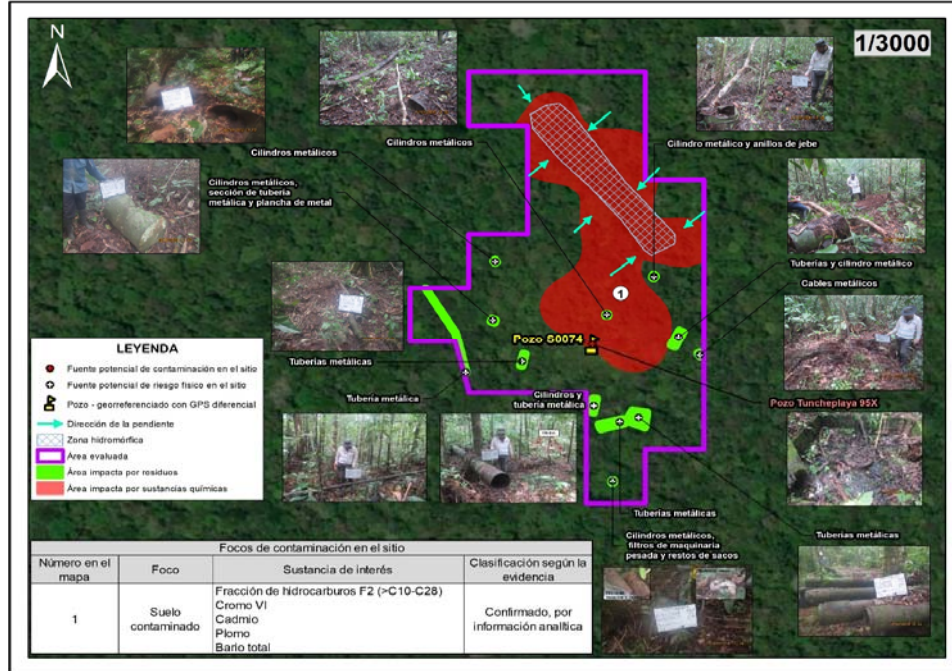 N
1/3000
Cilindros metálicos
Cilindros metálicos
Cilindro metálico y anillos de jebe
Cilindros metálicos,
sección de tubería
metálica y plancha de metal
Tuberías y cilindro metálico
Cables metálicos
1
Pozo S0074
Tuberías metálicas
Tubería metálica
Cilindros y
tubería metálica
Pozo Tuncheplaya 95X
Tuberías metálicas
Cilindros metálicos,
filtros de maquinaria
pesada y restos de sacos
Tuberías metálicas
LEYENDA
Fuente potencial de contaminación en el sitio
Fuente potencial de riesgo físico en el sitio
Pozo - georreferenciado con GPS diferencial
Dirección de la pendiente
Zona hidromórfica
Área evaluada
Área impacta por residuos
Área impacta por sustancias químicas
Focos de contaminación en el sitio
Número en el
mapa
Foco
Sustancia de interés
Clasificación según la
evidencia
1
Suelo
contaminado
Fracción de hidrocarburos F2 (>C10-C28)
Cromo VI
Cadmio
Plomo
Bario total
Confirmado, por
información analítica